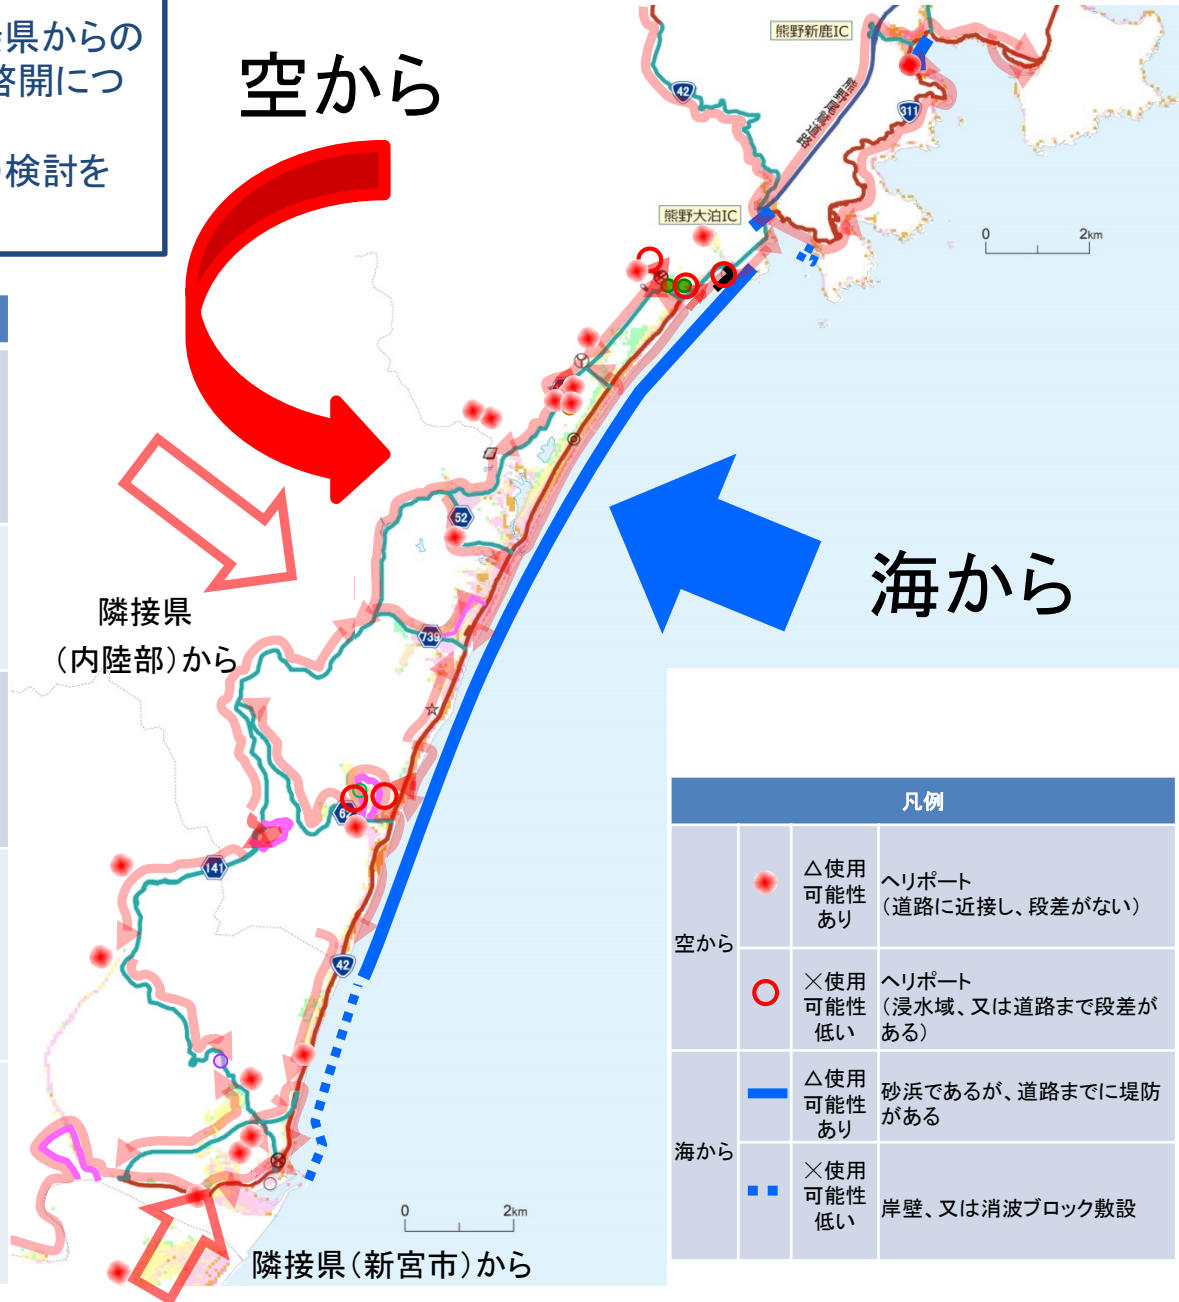 県からの
啓開につ
検討を
空から
熊野新鹿IC
42
熊野尾鷲道路
311
熊野大泊IC
0 2km
52
海から
隣接県
（内陸部）から
739
62
141
42
凡例
空から
△使用
可能性
あり
ヘリポート
（道路に近接し、段差がない）
×使用
可能性
低い
ヘリポート
（浸水域、又は道路まで段差が
ある）
海から
△使用
可能性
あり
砂浜であるが、道路までに堤防
がある
×使用
可能性
低い
岸壁、又は消波ブロック敷設
0 2km
隣接県（新宮市）から